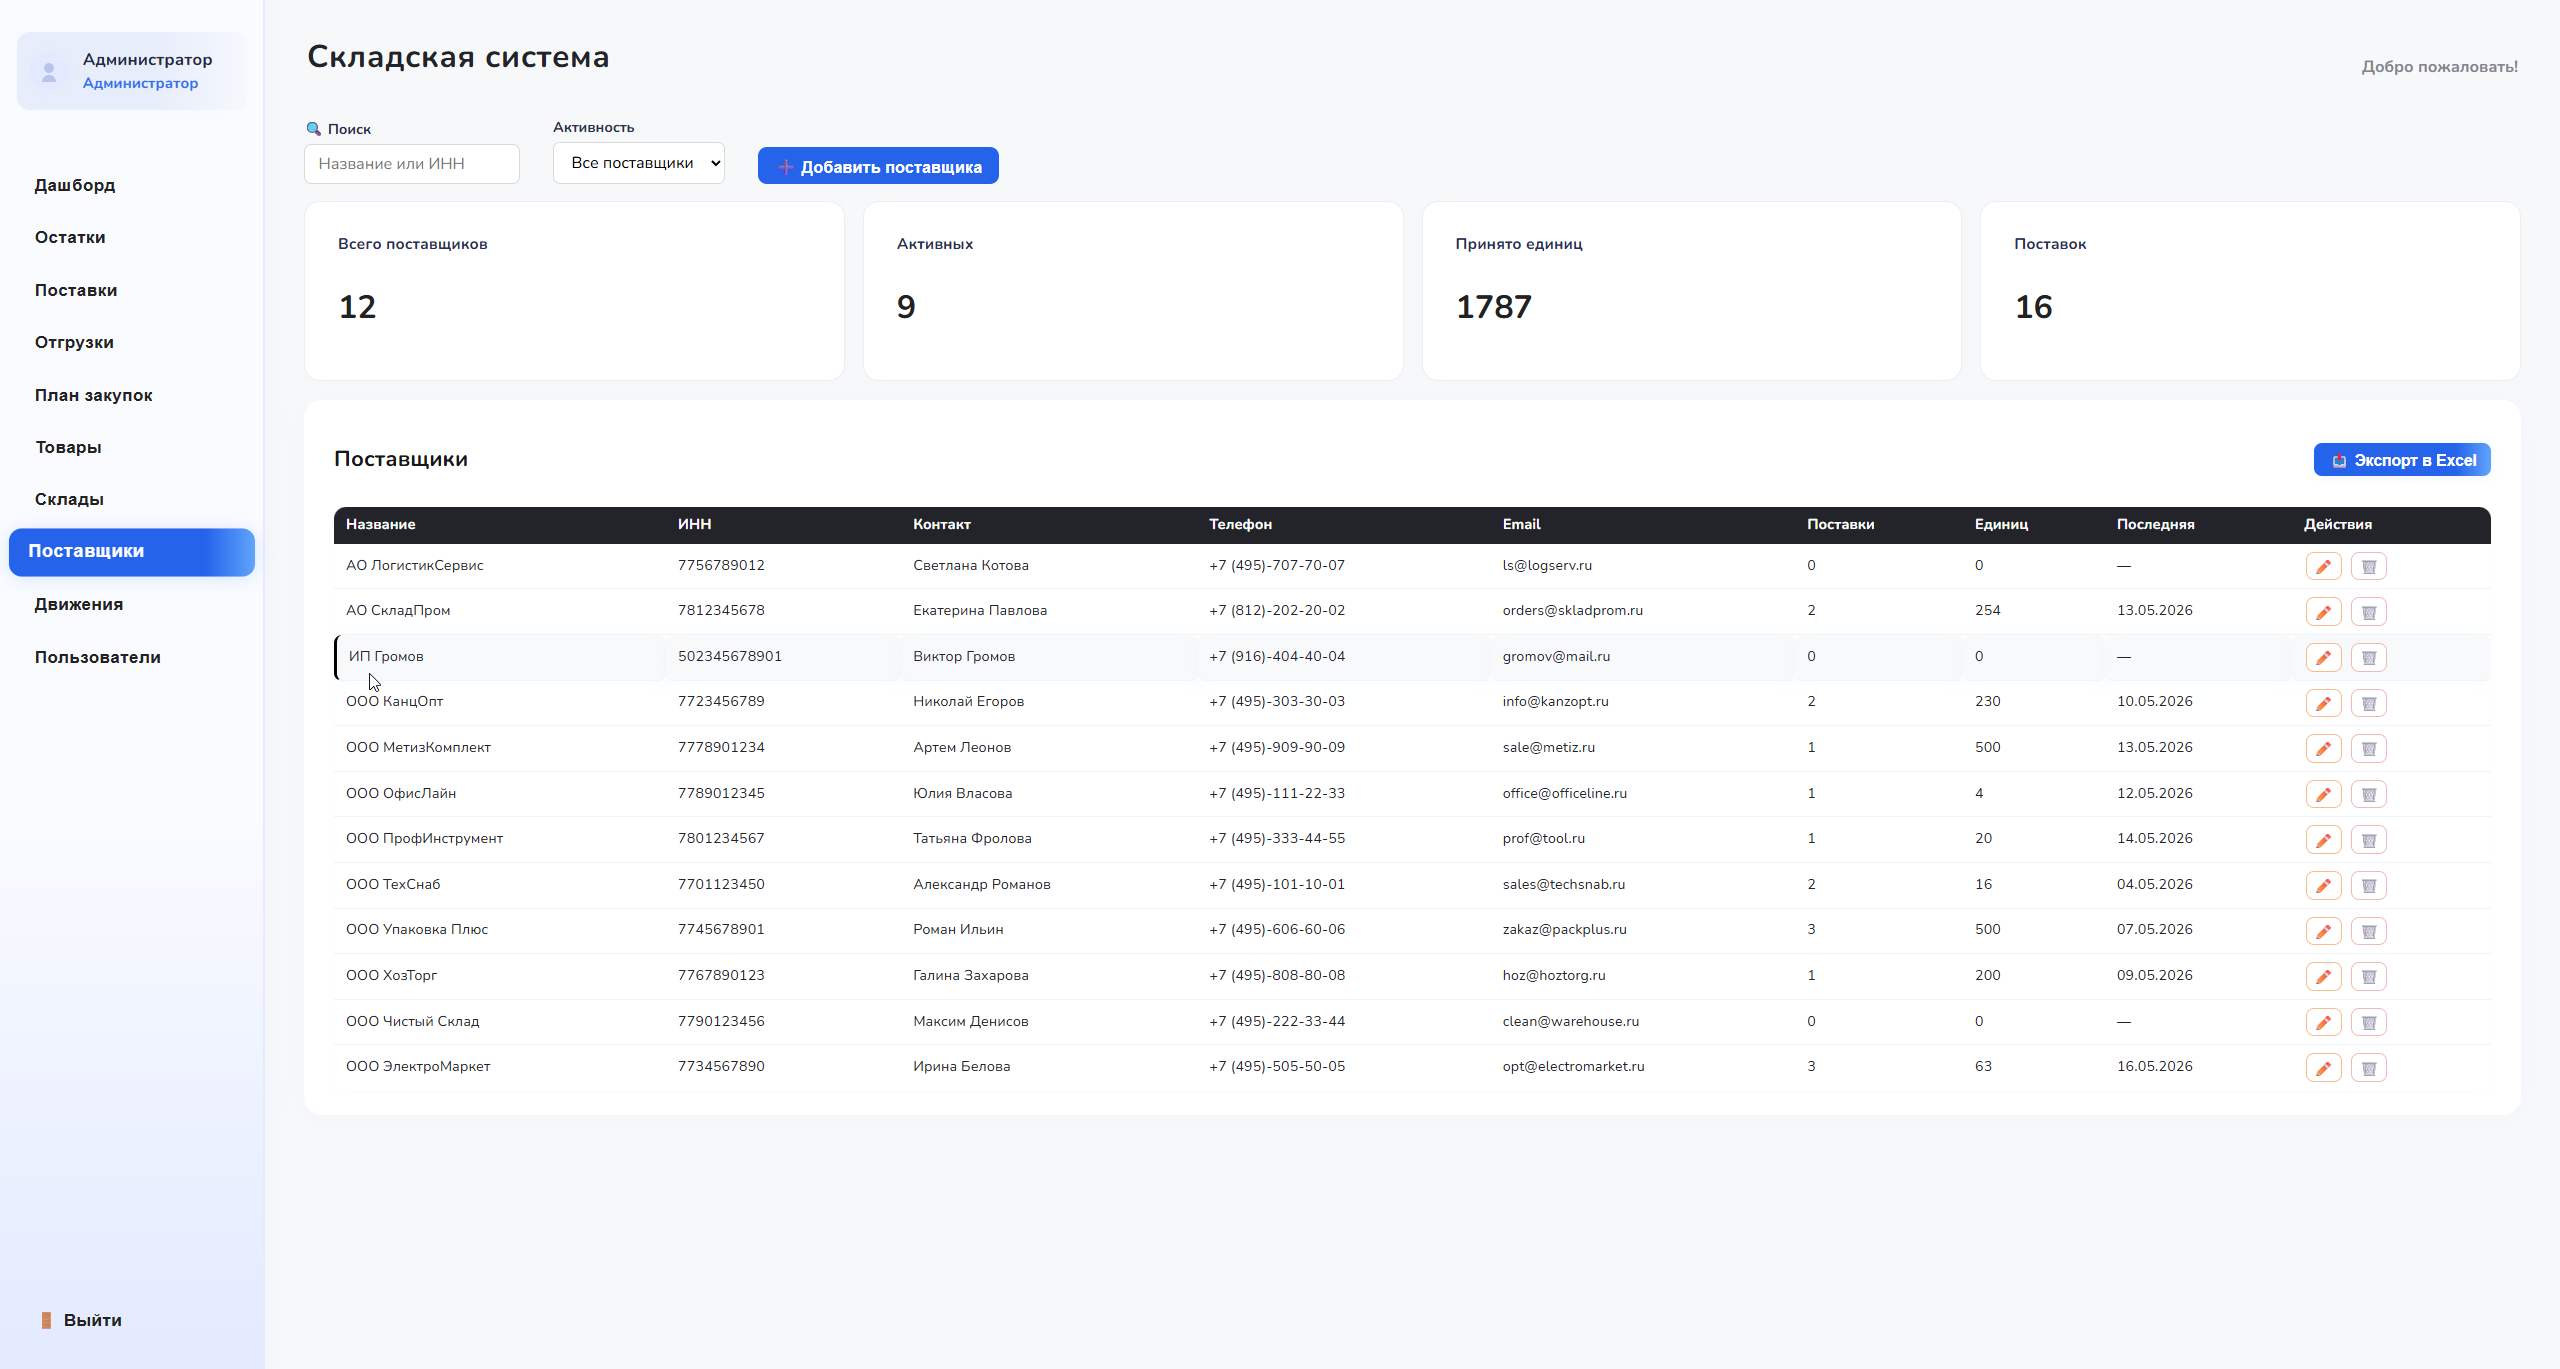 Администратор
Администратор
Дашборд
Остатки
Поставки
Отгрузки
План закупок
Товары
Склады
Поставщики
Движения
Пользователи
Выйти
Складская система
Добро пожаловать!
Поиск
Название или ИНН
Активность
Все поставщики
Добавить поставщика
Всего поставщиков
12
Активных
9
Принято единиц
1787
Поставок
16
Поставщики
Экспорт в Excel
Название ИНН Контакт Телефон Email Поставки Единиц Последняя Действия
АО ЛогистикСервис 7756789012 Светлана Котова +7 (495)-707-70-07 ls@logserv.ru 0 0 —
АО СкладПром 7812345678 Екатерина Павлова +7 (812)-202-20-02 orders@skladprom.ru 2 254 13.05.2026
ИП Громов 502345678901 Виктор Громов +7 (916)-404-40-04 gromov@mail.ru 0 0 —
ООО КанцОпт 7723456789 Николай Егоров +7 (495)-303-30-03 info@kanzopt.ru 2 230 10.05.2026
ООО МетизКомплект 7778901234 Артем Леонов +7 (495)-909-90-09 sale@metiz.ru 1 500 13.05.2026
ООО ОфисЛайн 7789012345 Юлия Власова +7 (495)-111-22-33 office@officeline.ru 1 4 12.05.2026
ООО ПрофИнструмент 7801234567 Татьяна Фролова +7 (495)-333-44-55 prof@tool.ru 1 20 14.05.2026
ООО ТехСнаб 7701123450 Александр Романов +7 (495)-101-10-01 sales@techsnab.ru 2 16 04.05.2026
ООО Упаковка Плюс 7745678901 Роман Ильин +7 (495)-606-60-06 zakaz@packplus.ru 3 500 07.05.2026
ООО ХозТорг 7767890123 Галина Захарова +7 (495)-808-80-08 hoz@hoztorg.ru 1 200 09.05.2026
ООО Чистый Склад 7790123456 Максим Денисов +7 (495)-222-33-44 clean@warehouse.ru 0 0 —
ООО ЭлектроМаркет 7734567890 Ирина Белова +7 (495)-505-50-05 opt@electromarket.ru 3 63 16.05.2026